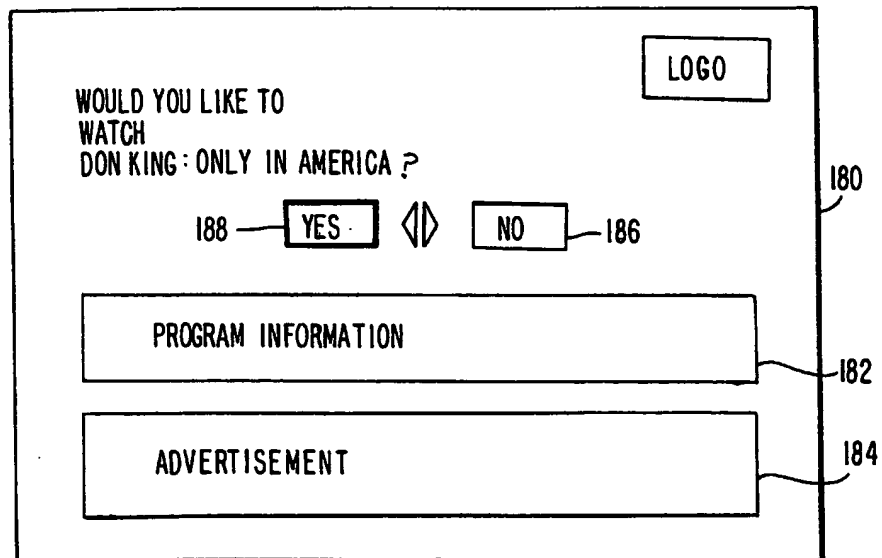 LOGO
WOULD YOU LIKE TO
WATCH
DON KING: ONLY IN AMERICA ?
180
188 YES NO 186
PROGRAM INFORMATION
182
ADVERTISEMENT
184